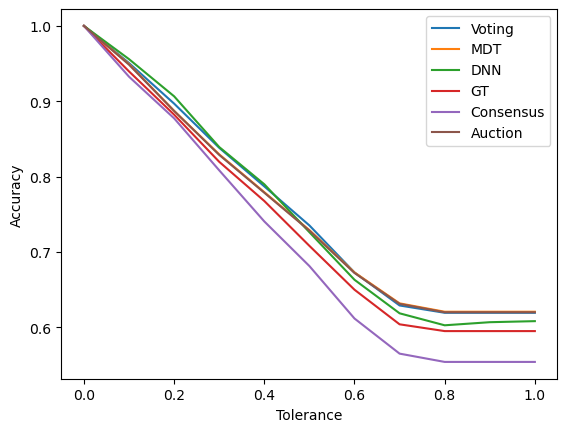 1.0
0.9
0.8
0.7
0.6
Accuracy
0.0
0.2
0.4
0.6
0.8
1.0
Tolerance
Voting
MDT
DNN
GT
Consensus
Auction